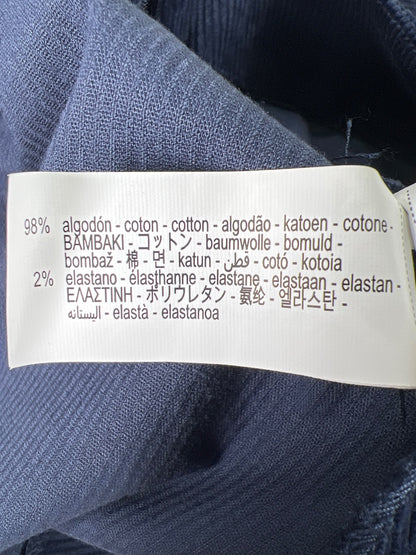 98% algodón - coton - cotton - algodão - katoen - cotone -
BAMBAKI - コットン - baumwolle - bomuld -
bombaž - 棉 - 면 - katun - قطن - cotó - kotoia
2% elastano - élasthanne - elastane - elastaan - elastan -
ΕΛΑΣΤΙΝΗ - ポリウレタン - 氨纶 - 엘라스탄 -
اليستانه - elastà - elastanoa